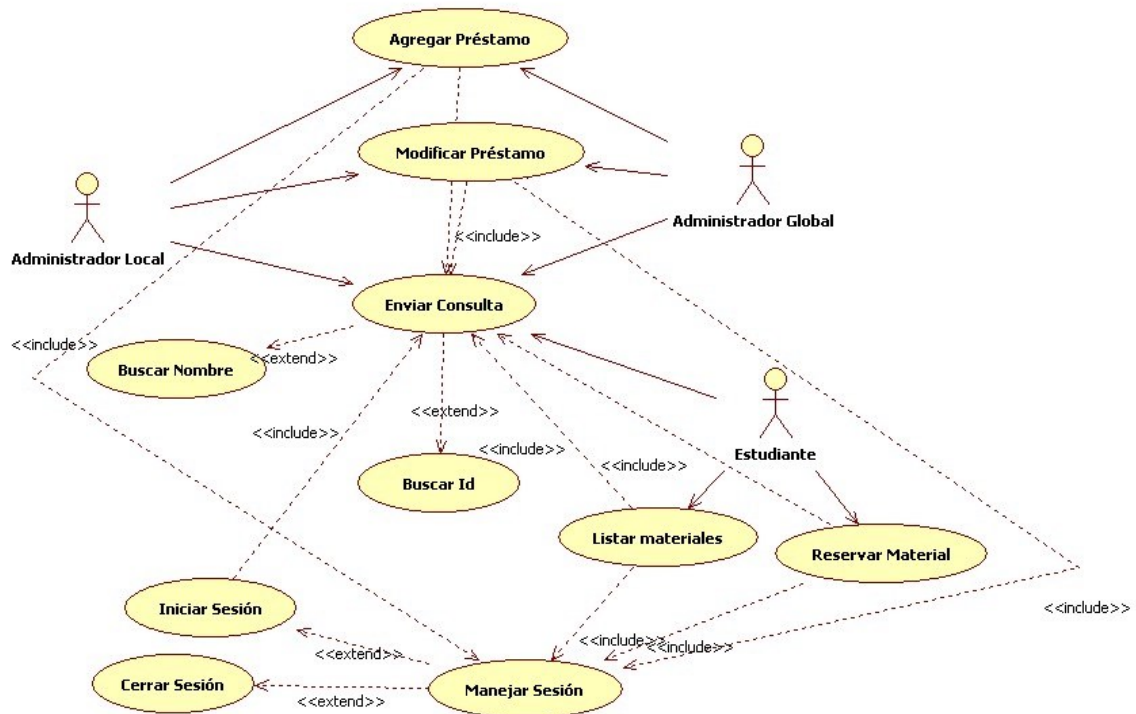 Agregar Préstamo
Modificar Préstamo
Administrador Local
Administrador Global
<<include>>
Enviar Consulta
<<include>>
<<extend>>
Buscar Nombre
<<extend>>
<<include>>
<<include>>
<<include>>
Estudiante
Buscar Id
Listar materiales
Reservar Material
Iniciar Sesión
<<include>>
<<include>>
<<include>>
<<extend>>
Cerrar Sesión
Manejar Sesión
<<extend>>